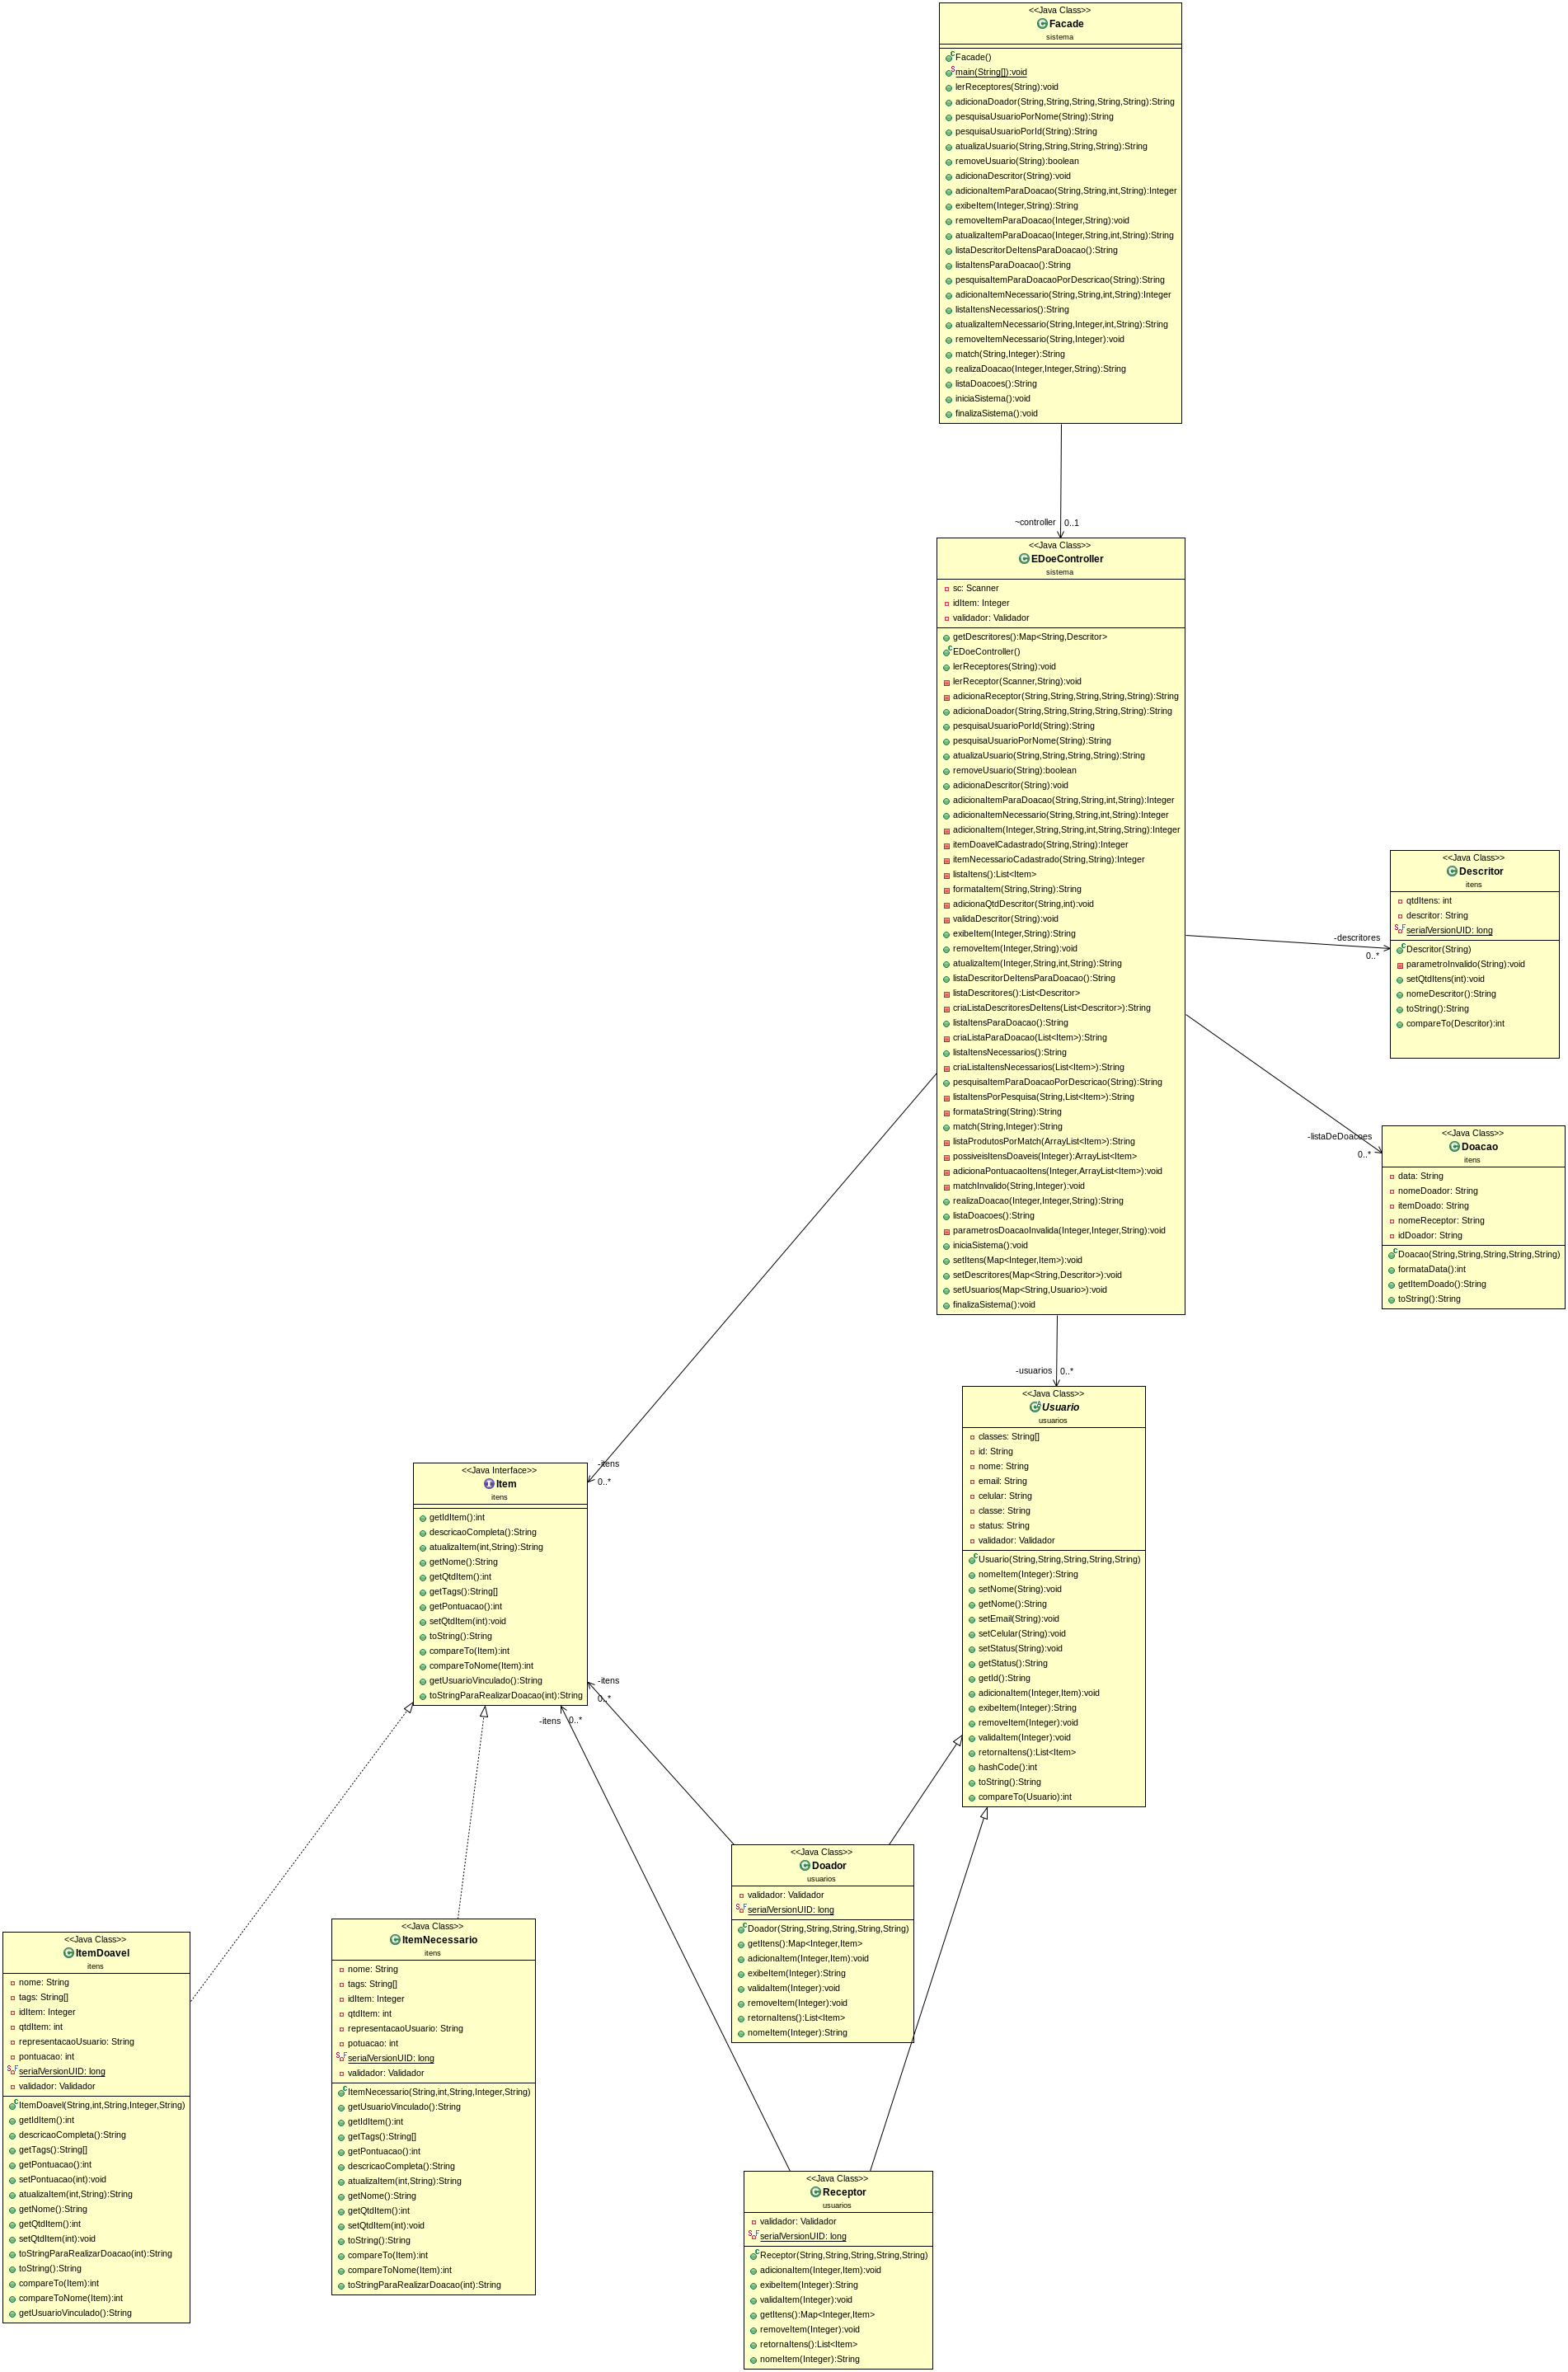 <<Java Class>>
Facade
sistema
Facade()
main(String[]):void
lerReceptores(String):void
adicionaDoador(String,String,String,String,String):String
pesquisaUsuarioPorNome(String):String
pesquisaUsuarioPorId(String):String
atualizaUsuario(String,String,String,String):String
removeUsuario(String):boolean
adicionaDescritor(String):void
adicionaItemParaDoacao(String,String,int,String):Integer
exibeItem(Integer,String):String
removeItemParaDoacao(Integer,String):void
atualizaItemParaDoacao(Integer,String,int,String):String
listaDescritorDeItensParaDoacao():String
listaItensParaDoacao():String
pesquisaItemParaDoacaoPorDescricao(String):String
adicionaItemNecessario(String,String,int,String):Integer
listaItensNecessarios():String
atualizaItemNecessario(String,Integer,int,String):String
removeItemNecessario(String,Integer):void
match(String,Integer):String
realizaDoacao(Integer,Integer,String):String
listaDoacoes():String
iniciaSistema():void
finalizaSistema():void
~controller 0..1
<<Java Class>>
EDoeController
sistema
sc: Scanner
idItem: Integer
validador: Validador
getDescritores():Map<String,Descritor>
EDoeController()
lerReceptores(String):void
lerReceptor(Scanner,String):void
adicionaReceptor(String,String,String,String,String):String
adicionaDoador(String,String,String,String,String):String
pesquisaUsuarioPorId(String):String
pesquisaUsuarioPorNome(String):String
atualizaUsuario(String,String,String,String):String
removeUsuario(String):boolean
adicionaDescritor(String):void
adicionaItemParaDoacao(String,String,int,String):Integer
adicionaItemNecessario(String,String,int,String):Integer
adicionaItem(Integer,String,String,int,String,String):Integer
itemDoavelCadastrado(String,String):Integer
itemNecessarioCadastrado(String,String):Integer
listaItens():List<Item>
formataItem(String,String):String
adicionaQtdDescritor(String,int):void
validaDescritor(String):void
exibeItem(Integer,String):String
removeItem(Integer,String):void
atualizaItem(Integer,String,int,String):String
listaDescritorDeItensParaDoacao():String
listaDescritores():List<Descritor>
criaListaDescritoresDeItens(List<Descritor>):String
listaItensParaDoacao():String
criaListaParaDoacao(List<Item>):String
listaItensNecessarios():String
criaListaItensNecessarios(List<Item>):String
pesquisaItemParaDoacaoPorDescricao(String):String
listaItensPorPesquisa(String,List<Item>):String
formataString(String):String
match(String,Integer):String
listaProdutosPorMatch(ArrayList<Item>):String
possiveisItensDoaveis(Integer):ArrayList<Item>
adicionaPontuacaoItens(Integer,ArrayList<Item>):void
matchInvalido(String,Integer):void
realizaDoacao(Integer,Integer,String):String
listaDoacoes():String
parametrosDoacaoInvalida(Integer,Integer,String):void
iniciaSistema():void
setItens(Map<Integer,Item>):void
setDescritores(Map<String,Descritor>):void
setUsuarios(Map<String,Usuario>):void
finalizaSistema():void
-descritores
0..*
<<Java Class>>
Descritor
itens
qtdItens: int
descritor: String
serialVersionUID: long
Descritor(String)
parametroInvalido(String):void
setQtdItens(int):void
nomeDescritor():String
toString():String
compareTo(Descritor):int
-listaDeDoacoes
0..*
<<Java Class>>
Doacao
itens
data: String
nomeDoador: String
itemDoado: String
nomeReceptor: String
idDoador: String
Doacao(String,String,String,String,String)
formataData():int
getItemDoado():String
toString():String
-usuarios 0..*
<<Java Class>>
Usuario
usuarios
classes: String[]
id: String
nome: String
email: String
celular: String
classe: String
status: String
validador: Validador
Usuario(String,String,String,String,String)
nomeItem(Integer):String
setNome(String):void
getNome():String
setEmail(String):void
setCelular(String):void
setStatus(String):void
getStatus():String
getId():String
adicionaItem(Integer,Item):void
exibeItem(Integer):String
removeItem(Integer):void
validaItem(Integer):void
retornaItens():List<Item>
hashCode():int
toString():String
compareTo(Usuario):int
-itens
0..*
<<Java Interface>>
Item
itens
getIdItem():int
descricaoCompleta():String
atualizaItem(int,String):String
getNome():String
getQtdItem():int
getTags():String[]
getPontuacao():int
setQtdItem(int):void
toString():String
compareTo(Item):int
compareToNome(Item):int
getUsuarioVinculado():String
toStringParaRealizarDoacao(int):String
-itens
0..*
-itens 0..*
<<Java Class>>
Doador
usuarios
validador: Validador
serialVersionUID: long
Doador(String,String,String,String,String)
getItens():Map<Integer,Item>
adicionaItem(Integer,Item):void
exibeItem(Integer):String
validaItem(Integer):void
removeItem(Integer):void
retornaItens():List<Item>
nomeItem(Integer):String
<<Java Class>>
ItemDoavel
itens
nome: String
tags: String[]
idItem: Integer
qtdItem: int
representacaoUsuario: String
pontuacao: int
serialVersionUID: long
validador: Validador
ItemDoavel(String,int,String,Integer,String)
getIdItem():int
descricaoCompleta():String
getTags():String[]
getPontuacao():int
setPontuacao(int):void
atualizaItem(int,String):String
getNome():String
getQtdItem():int
setQtdItem(int):void
toStringParaRealizarDoacao(int):String
toString():String
compareTo(Item):int
compareToNome(Item):int
getUsuarioVinculado():String
<<Java Class>>
ItemNecessario
itens
nome: String
tags: String[]
idItem: Integer
qtdItem: int
representacaoUsuario: String
potuacao: int
serialVersionUID: long
validador: Validador
ItemNecessario(String,int,String,Integer,String)
getUsuarioVinculado():String
getIdItem():int
getTags():String[]
getPontuacao():int
descricaoCompleta():String
atualizaItem(int,String):String
getNome():String
getQtdItem():int
setQtdItem(int):void
toString():String
compareTo(Item):int
compareToNome(Item):int
toStringParaRealizarDoacao(int):String
<<Java Class>>
Receptor
usuarios
validador: Validador
serialVersionUID: long
Receptor(String,String,String,String,String)
adicionaItem(Integer,Item):void
exibeItem(Integer):String
validaItem(Integer):void
getItens():Map<Integer,Item>
removeItem(Integer):void
retornaItens():List<Item>
nomeItem(Integer):String